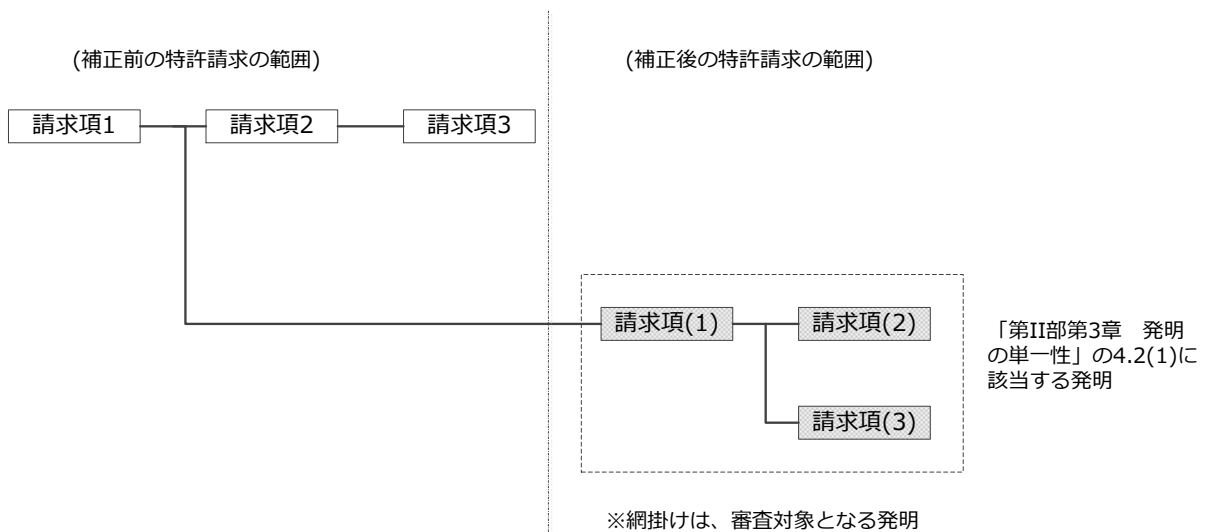 (補正前の特許請求の範囲)
(補正後の特許請求の範囲)
請求項1
請求項2
請求項3
請求項(1)
請求項(2)
請求項(3)
「第II部第3章　発明
の単一性」の4.2(1)に
該当する発明
※網掛けは、審査対象となる発明